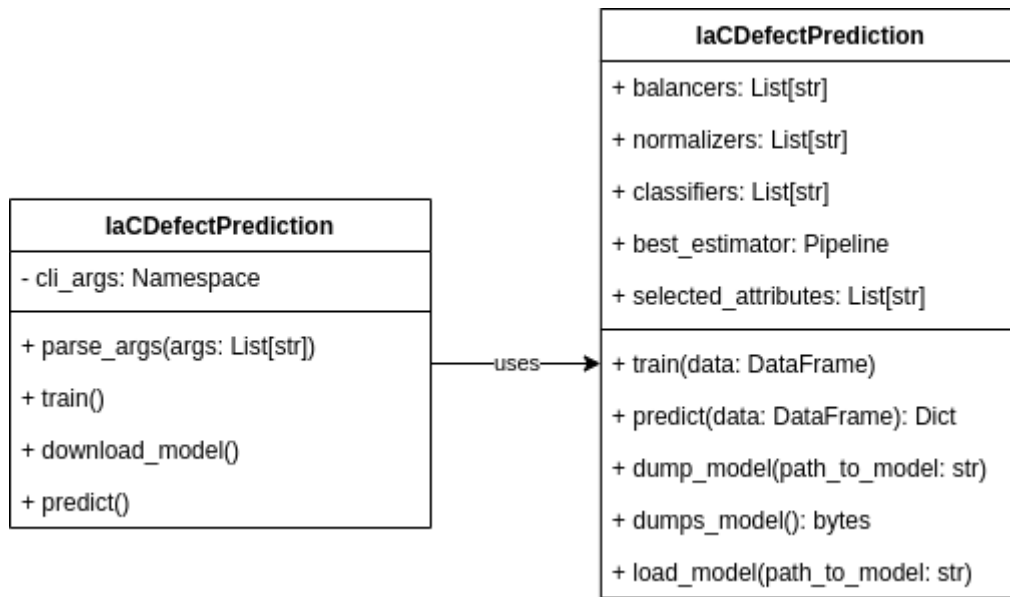 IaCDefectPrediction
- cli_args: Namespace
+ parse_args(args: List[str])
+ train()
+ download_model()
+ predict()
uses
IaCDefectPrediction
+ balancers: List[str]
+ normalizers: List[str]
+ classifiers: List[str]
+ best_estimator: Pipeline
+ selected_attributes: List[str]
+ train(data: DataFrame)
+ predict(data: DataFrame): Dict
+ dump_model(path_to_model: str)
+ dumps_model(): bytes
+ load_model(path_to_model: str)